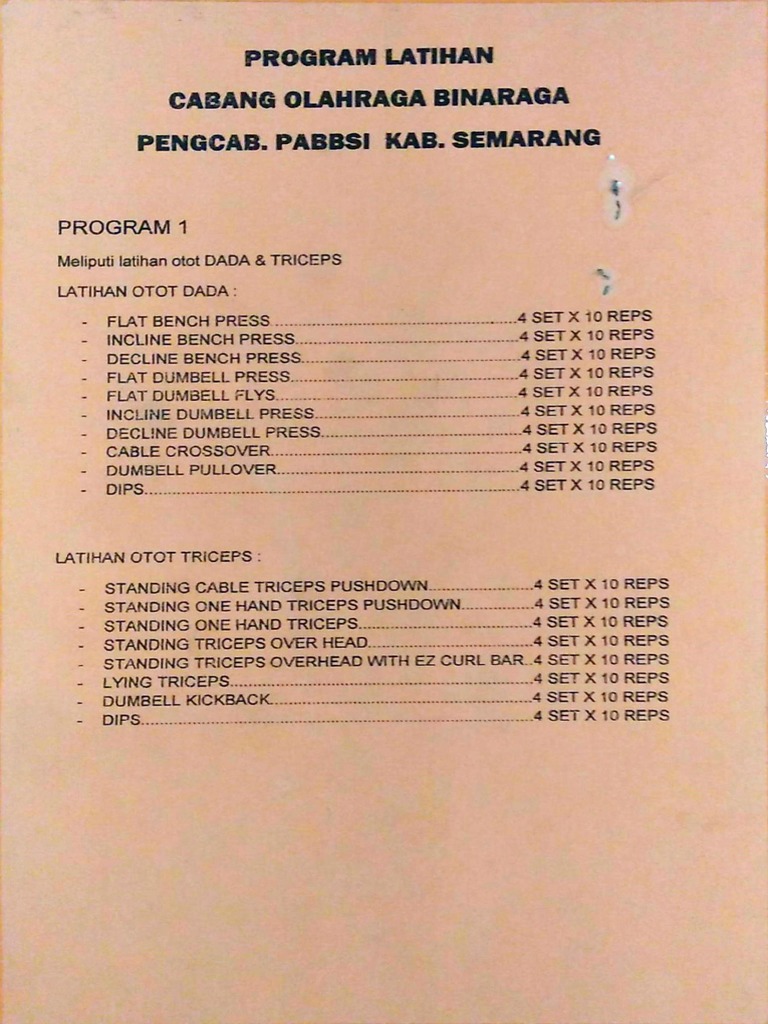 PROGRAM LATIHAN
CABANG OLAHRAGA BINARAGA
PENGCAB. PABBSI KAB. SEMARANG
PROGRAM 1
Meliputi latihan otot DADA & TRICEPS
LATIHAN OTOT DADA :
- FLAT BENCH PRESS..........................................................4 SET X 10 REPS
- INCLINE BENCH PRESS.....................................................4 SET X 10 REPS
- DECLINE BENCH PRESS....................................................4 SET X 10 REPS
- FLAT DUMBELL PRESS......................................................4 SET X 10 REPS
- FLAT DUMBELL FLYS..........................................................4 SET X 10 REPS
- INCLINE DUMBELL PRESS.................................................4 SET X 10 REPS
- DECLINE DUMBELL PRESS................................................4 SET X 10 REPS
- CABLE CROSSOVER...........................................................4 SET X 10 REPS
- DUMBELL PULLOVER..........................................................4 SET X 10 REPS
- DIPS.........................................................................................4 SET X 10 REPS
LATIHAN OTOT TRICEPS :
- STANDING CABLE TRICEPS PUSHDOWN.........................4 SET X 10 REPS
- STANDING ONE HAND TRICEPS PUSHDOWN.................4 SET X 10 REPS
- STANDING ONE HAND TRICEPS..........................................4 SET X 10 REPS
- STANDING TRICEPS OVER HEAD.......................................4 SET X 10 REPS
- STANDING TRICEPS OVERHEAD WITH EZ CURL BAR..4 SET X 10 REPS
- LYING TRICEPS........................................................................4 SET X 10 REPS
- DUMBELL KICKBACK..............................................................4 SET X 10 REPS
- DIPS.............................................................................................4 SET X 10 REPS